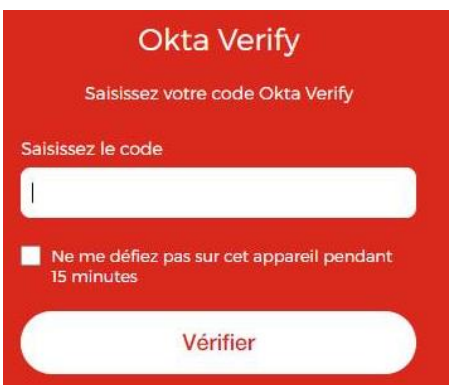 Okta Verify
Saisissez votre code Okta Verify
Saisissez le code
Ne me défiez pas sur cet appareil pendant
15 minutes
Vérifier